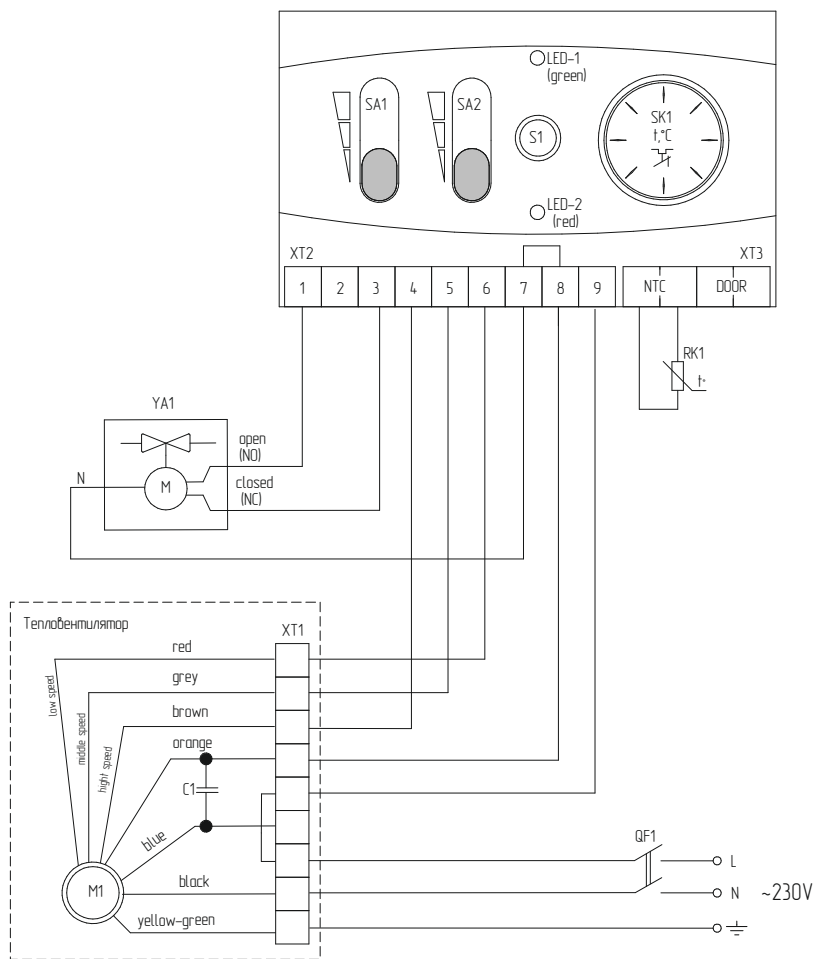 LED-1
(green)
SA1
SA2
S1
SK1
t,°C
LED-2
(red)
XT2
XT3
1 2 3 4 5 6 7 8 9 NTC DOOR
RK1
t°
YA1
open
(NO)
N
M
closed
(NC)
Тепловентилятор
XT1
red
low speed
grey
middle speed
brown
hight speed
orange
C1
blue
QF1
L
M1
black
N ~230V
yellow-green